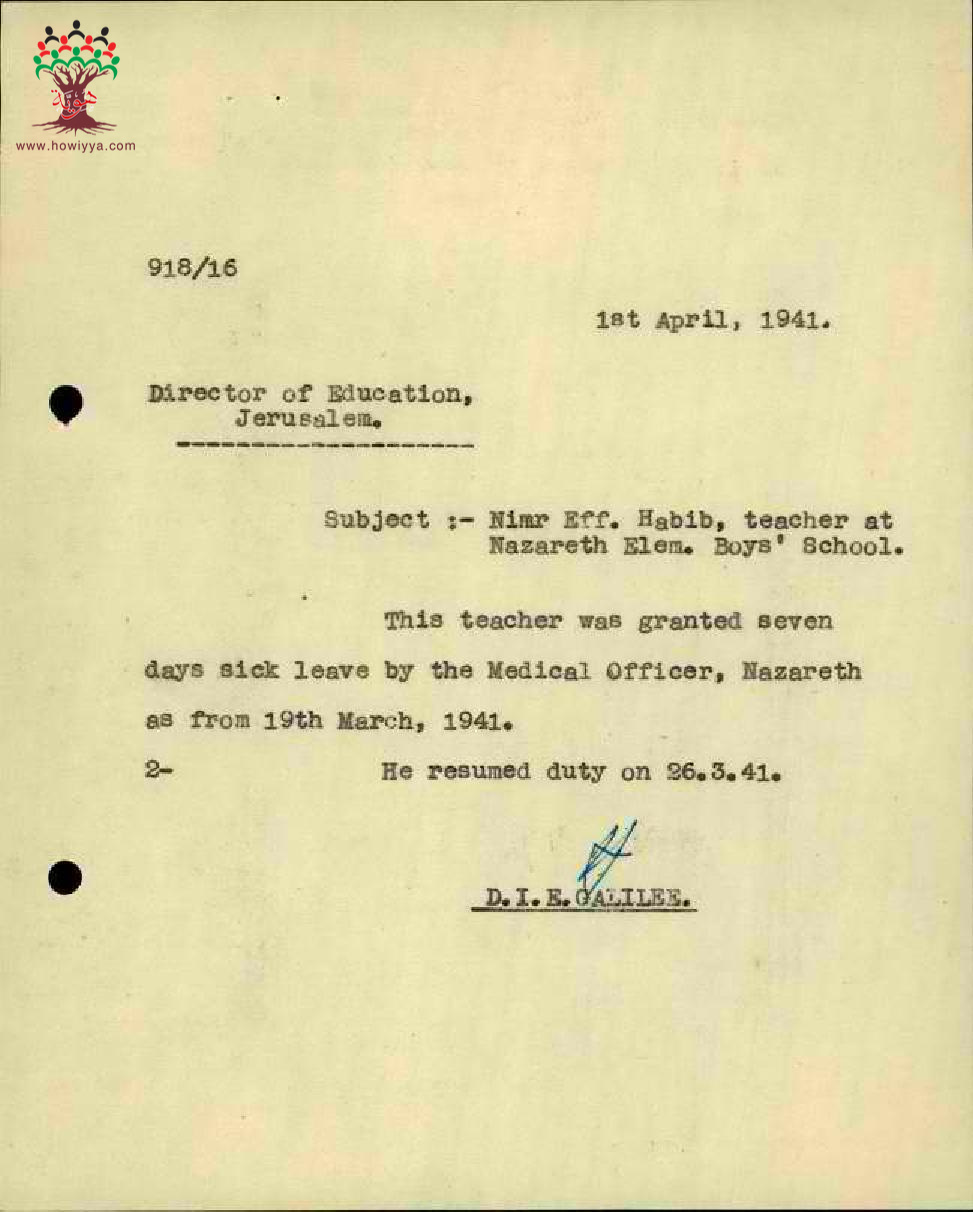 هوية
www.howiyya.com
918/16
1st April, 1941.
Director of Education,
Jerusalem.
Subject :- Nimr Eff. Habib, teacher at
Nazareth Elem. Boys' School.
This teacher was granted seven
days sick leave by the Medical Officer, Nazareth
as from 19th March, 1941.
2- He resumed duty on 26.3.41.
D.I.E.GALILEE.